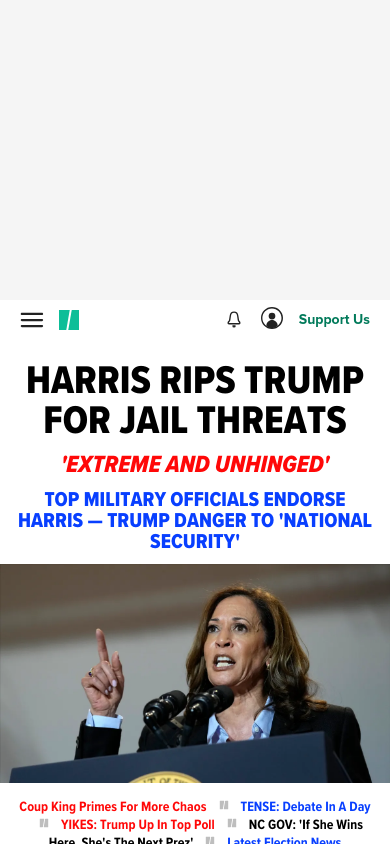 Support Us
HARRIS RIPS TRUMP
FOR JAIL THREATS
'EXTREME AND UNHINGED'
TOP MILITARY OFFICIALS ENDORSE
HARRIS — TRUMP DANGER TO 'NATIONAL
SECURITY'
Coup King Primes For More Chaos // TENSE: Debate In A Day
// YIKES: Trump Up In Top Poll // NC GOV: 'If She Wins
Here, She's The Next Prez' // Latest Election News